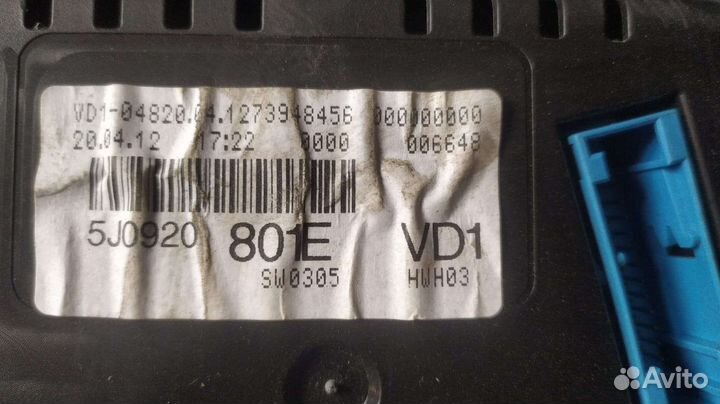 VD1-04820.04.1273948456 000000000
20.04.12 17:22 0000 006648
5J0920 801E VD1
SW0305 HWH03
Avito